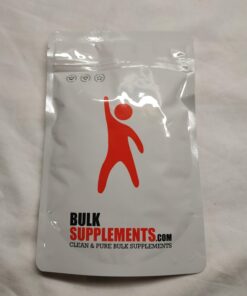 BULK
SUPPLEMENTS.COM
CLEAN & PURE BULK SUPPLEMENTS